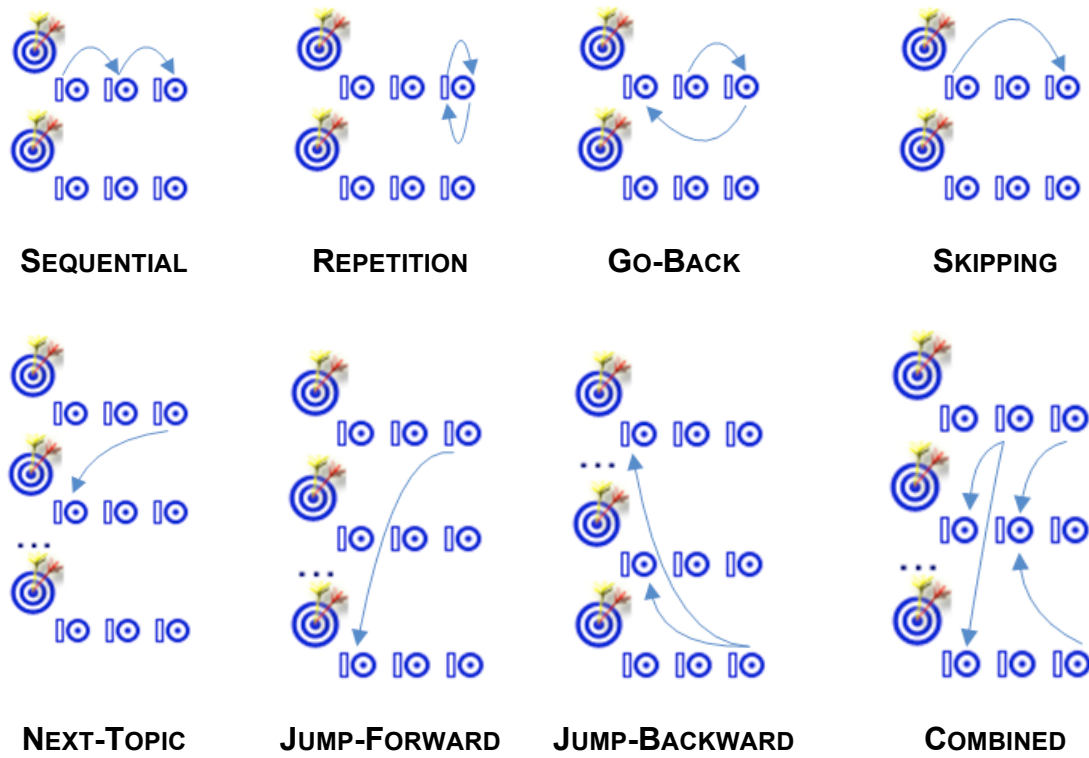 SEQUENTIAL REPETITION GO-BACK SKIPPING
...
...
...
...
NEXT-TOPIC JUMP-FORWARD JUMP-BACKWARD COMBINED